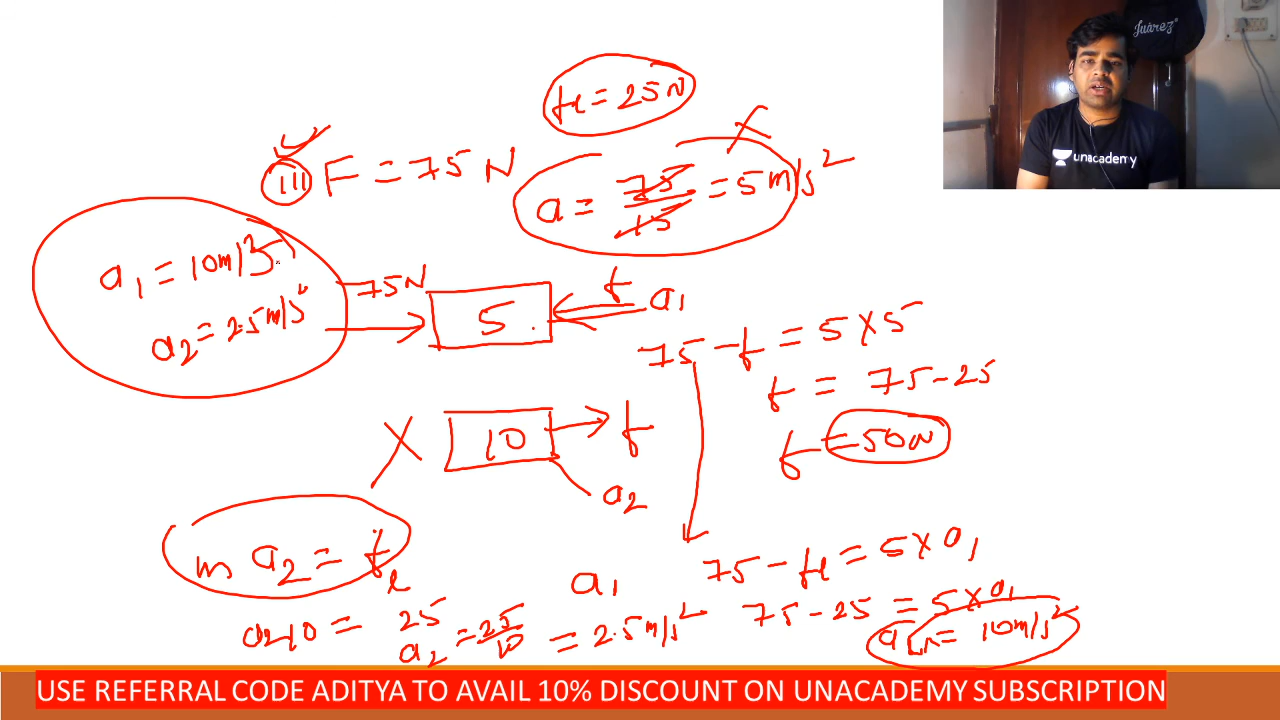 fl = 25N
iii F = 75 N
a = 75/15 = 5 m/s²
a1 = 10 m/s²
a2 = 2.5 m/s²
75N
5
f
a1
75 - f = 5 × 5
f = 75 - 25
f = 50N
10
f
a2
m a2 = fl
a2 10 = 25
a2 = 25/10 = 2.5 m/s²
a1
75 - fl = 5 × a1
75 - 25 = 5 × a1
a1 = 10 m/s²
Juarez®
unacademy
USE REFERRAL CODE ADITYA TO AVAIL 10% DISCOUNT ON UNACADEMY SUBSCRIPTION